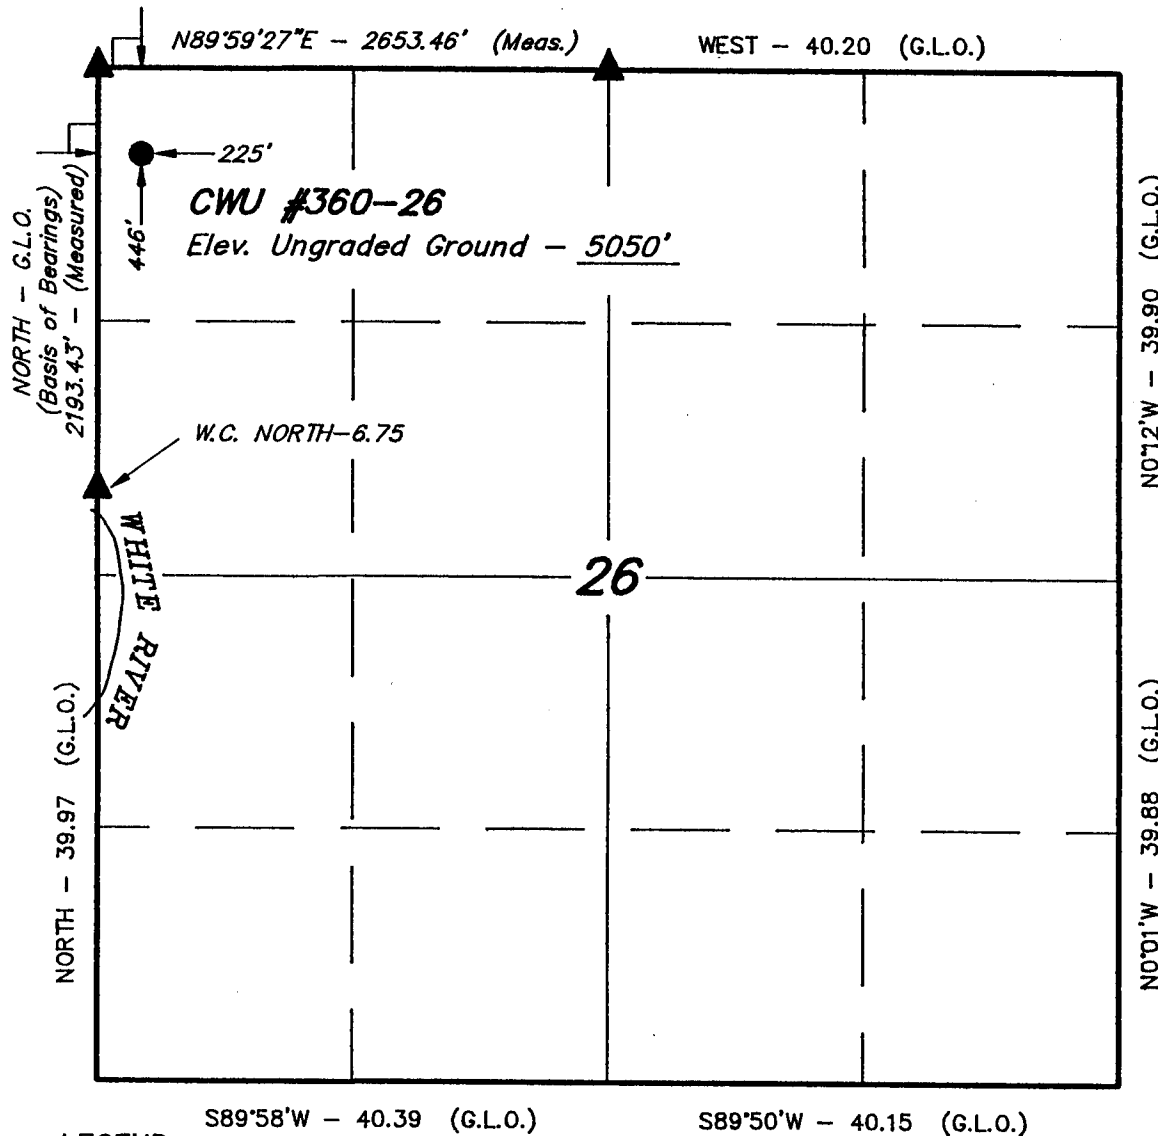 N89°59'27"E - 2653.46' (Meas.)
WEST - 40.20 (G.L.O.)
225'
446'
CWU #360-26
Elev. Ungraded Ground - 5050'
NORTH - G.L.O.
(Basis of Bearings)
2193.43' - (Measured)
N0°12'W - 39.90 (G.L.O.)
W.C. NORTH-6.75
WHITE RIVER
26
NORTH - 39.97 (G.L.O.)
N0°01'W - 39.88 (G.L.O.)
S89°58'W - 40.39 (G.L.O.)
S89°50'W - 40.15 (G.L.O.)